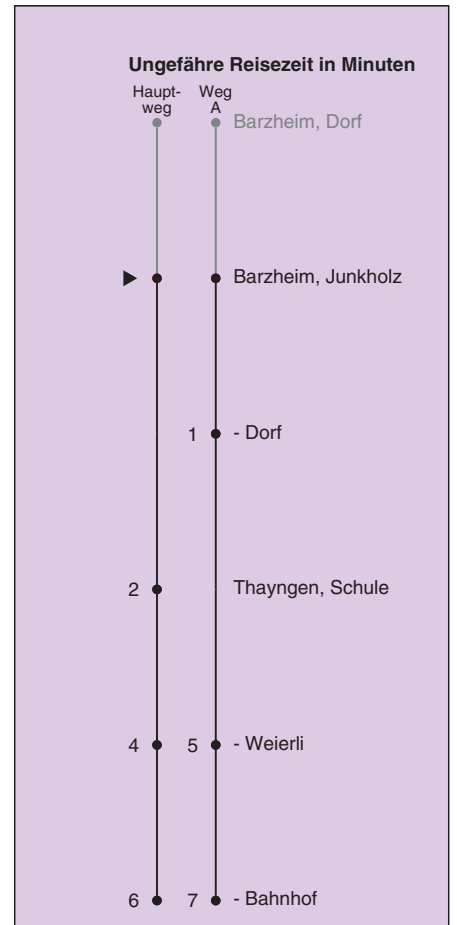 Ungefähre Reisezeit in Minuten
Haupt- Weg
weg A
Barzheim, Dorf
Barzheim, Junkholz
1 - Dorf
2 Thayngen, Schule
4 5 - Weierli
6 7 - Bahnhof